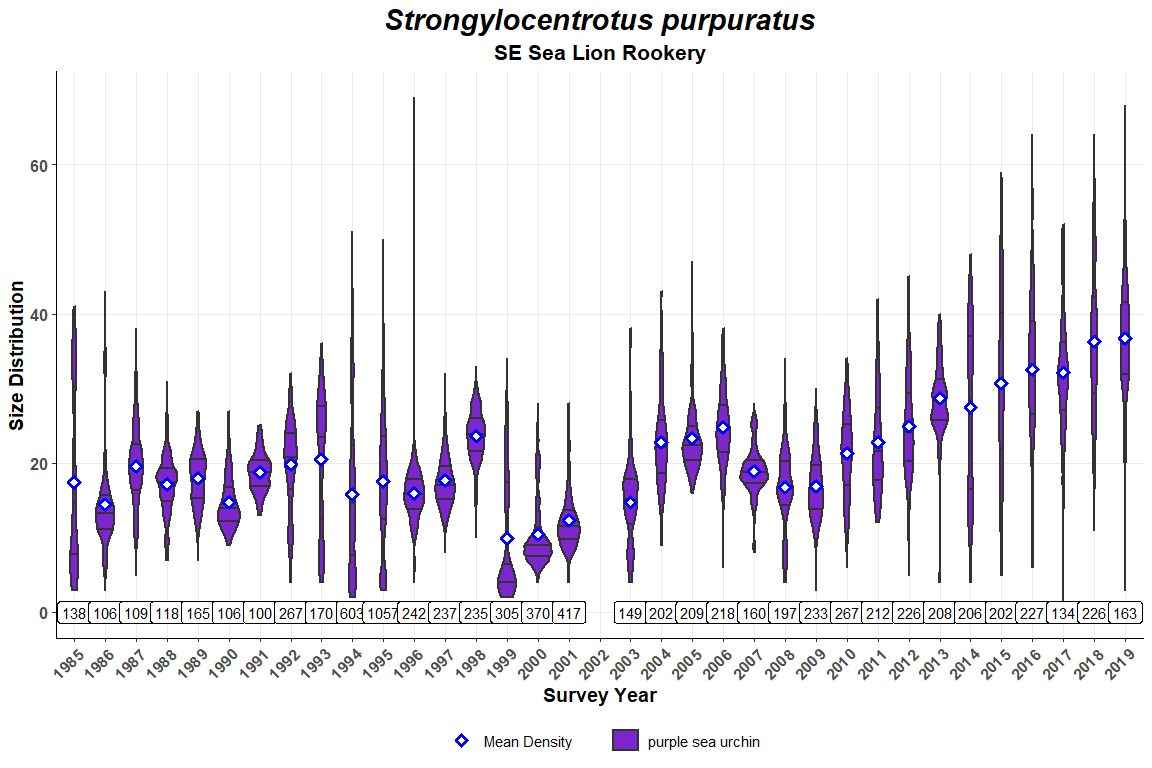 Strongylocentrotus purpuratus
SE Sea Lion Rookery
Size Distribution
60
40
20
0
138 106 109 118 165 106 100 267 170 603 1057 242 237 235 305 370 417 149 202 209 218 160 197 233 267 212 226 208 206 202 227 134 226 163
1985 1986 1987 1988 1989 1990 1991 1992 1993 1994 1995 1996 1997 1998 1999 2000 2001 2002 2003 2004 2005 2006 2007 2008 2009 2010 2011 2012 2013 2014 2015 2016 2017 2018 2019
Survey Year
Mean Density purple sea urchin